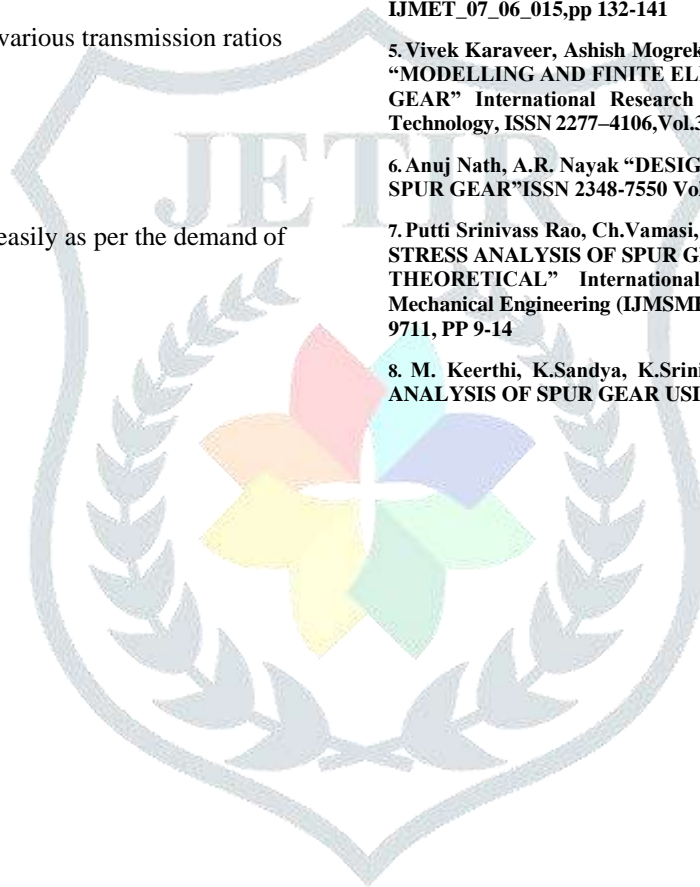 various transmission ratios
easily as per the demand of
JETIR
IJMET_07_06_015,pp 132-141
5. Vivek Karaveer, Ashish Mogrek
“MODELLING AND FINITE EL
GEAR” International Research
Technology, ISSN 2277–4106,Vol.3
6. Anuj Nath, A.R. Nayak “DESIG
SPUR GEAR”ISSN 2348-7550 Vo
7. Putti Srinivass Rao, Ch.Vamasi,
STRESS ANALYSIS OF SPUR G
THEORETICAL” International
Mechanical Engineering (IJMSM
9711, PP 9-14
8. M. Keerthi, K.Sandya, K.Srini
ANALYSIS OF SPUR GEAR USI